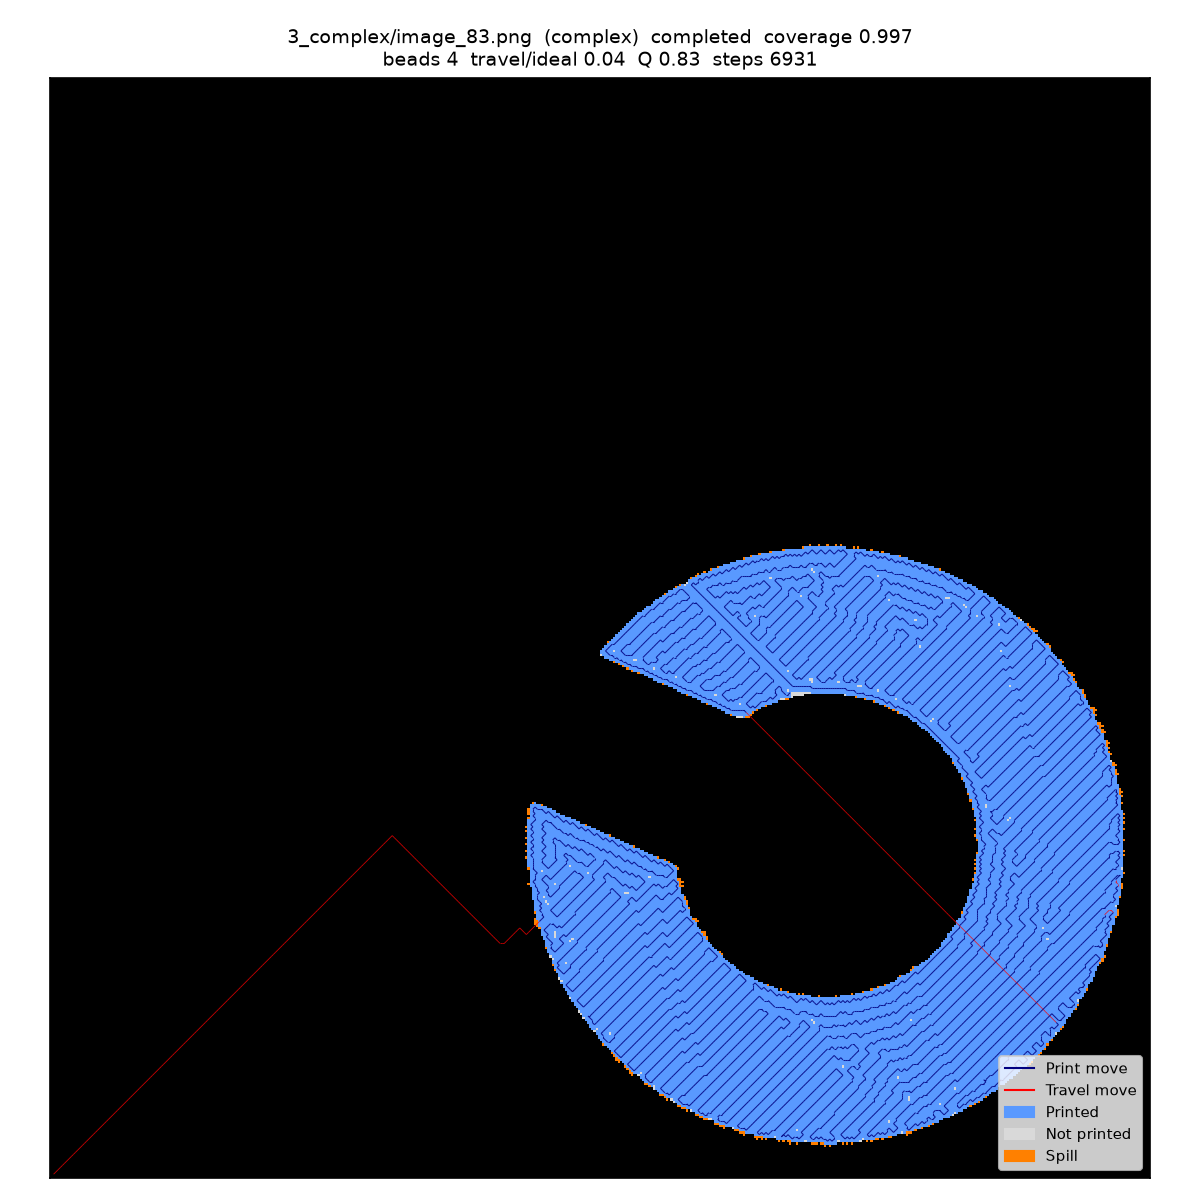 3_complex/image_83.png  (complex)  completed  coverage 0.997
beads 4  travel/ideal 0.04  Q 0.83  steps 6931
Print move
Travel move
Printed
Not printed
Spill